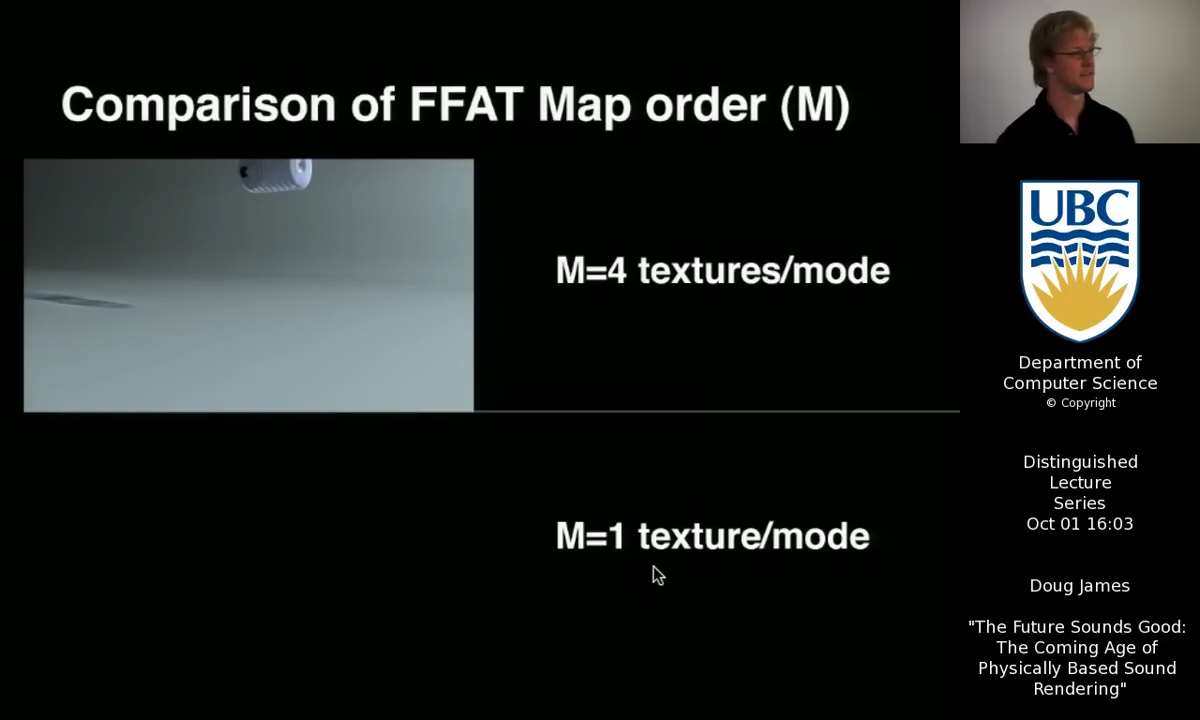 Comparison of FFAT Map order (M)
M=4 textures/mode
M=1 texture/mode
UBC
Department of
Computer Science
© Copyright
Distinguished
Lecture
Series
Oct 01 16:03
Doug James
"The Future Sounds Good:
The Coming Age of
Physically Based Sound
Rendering"